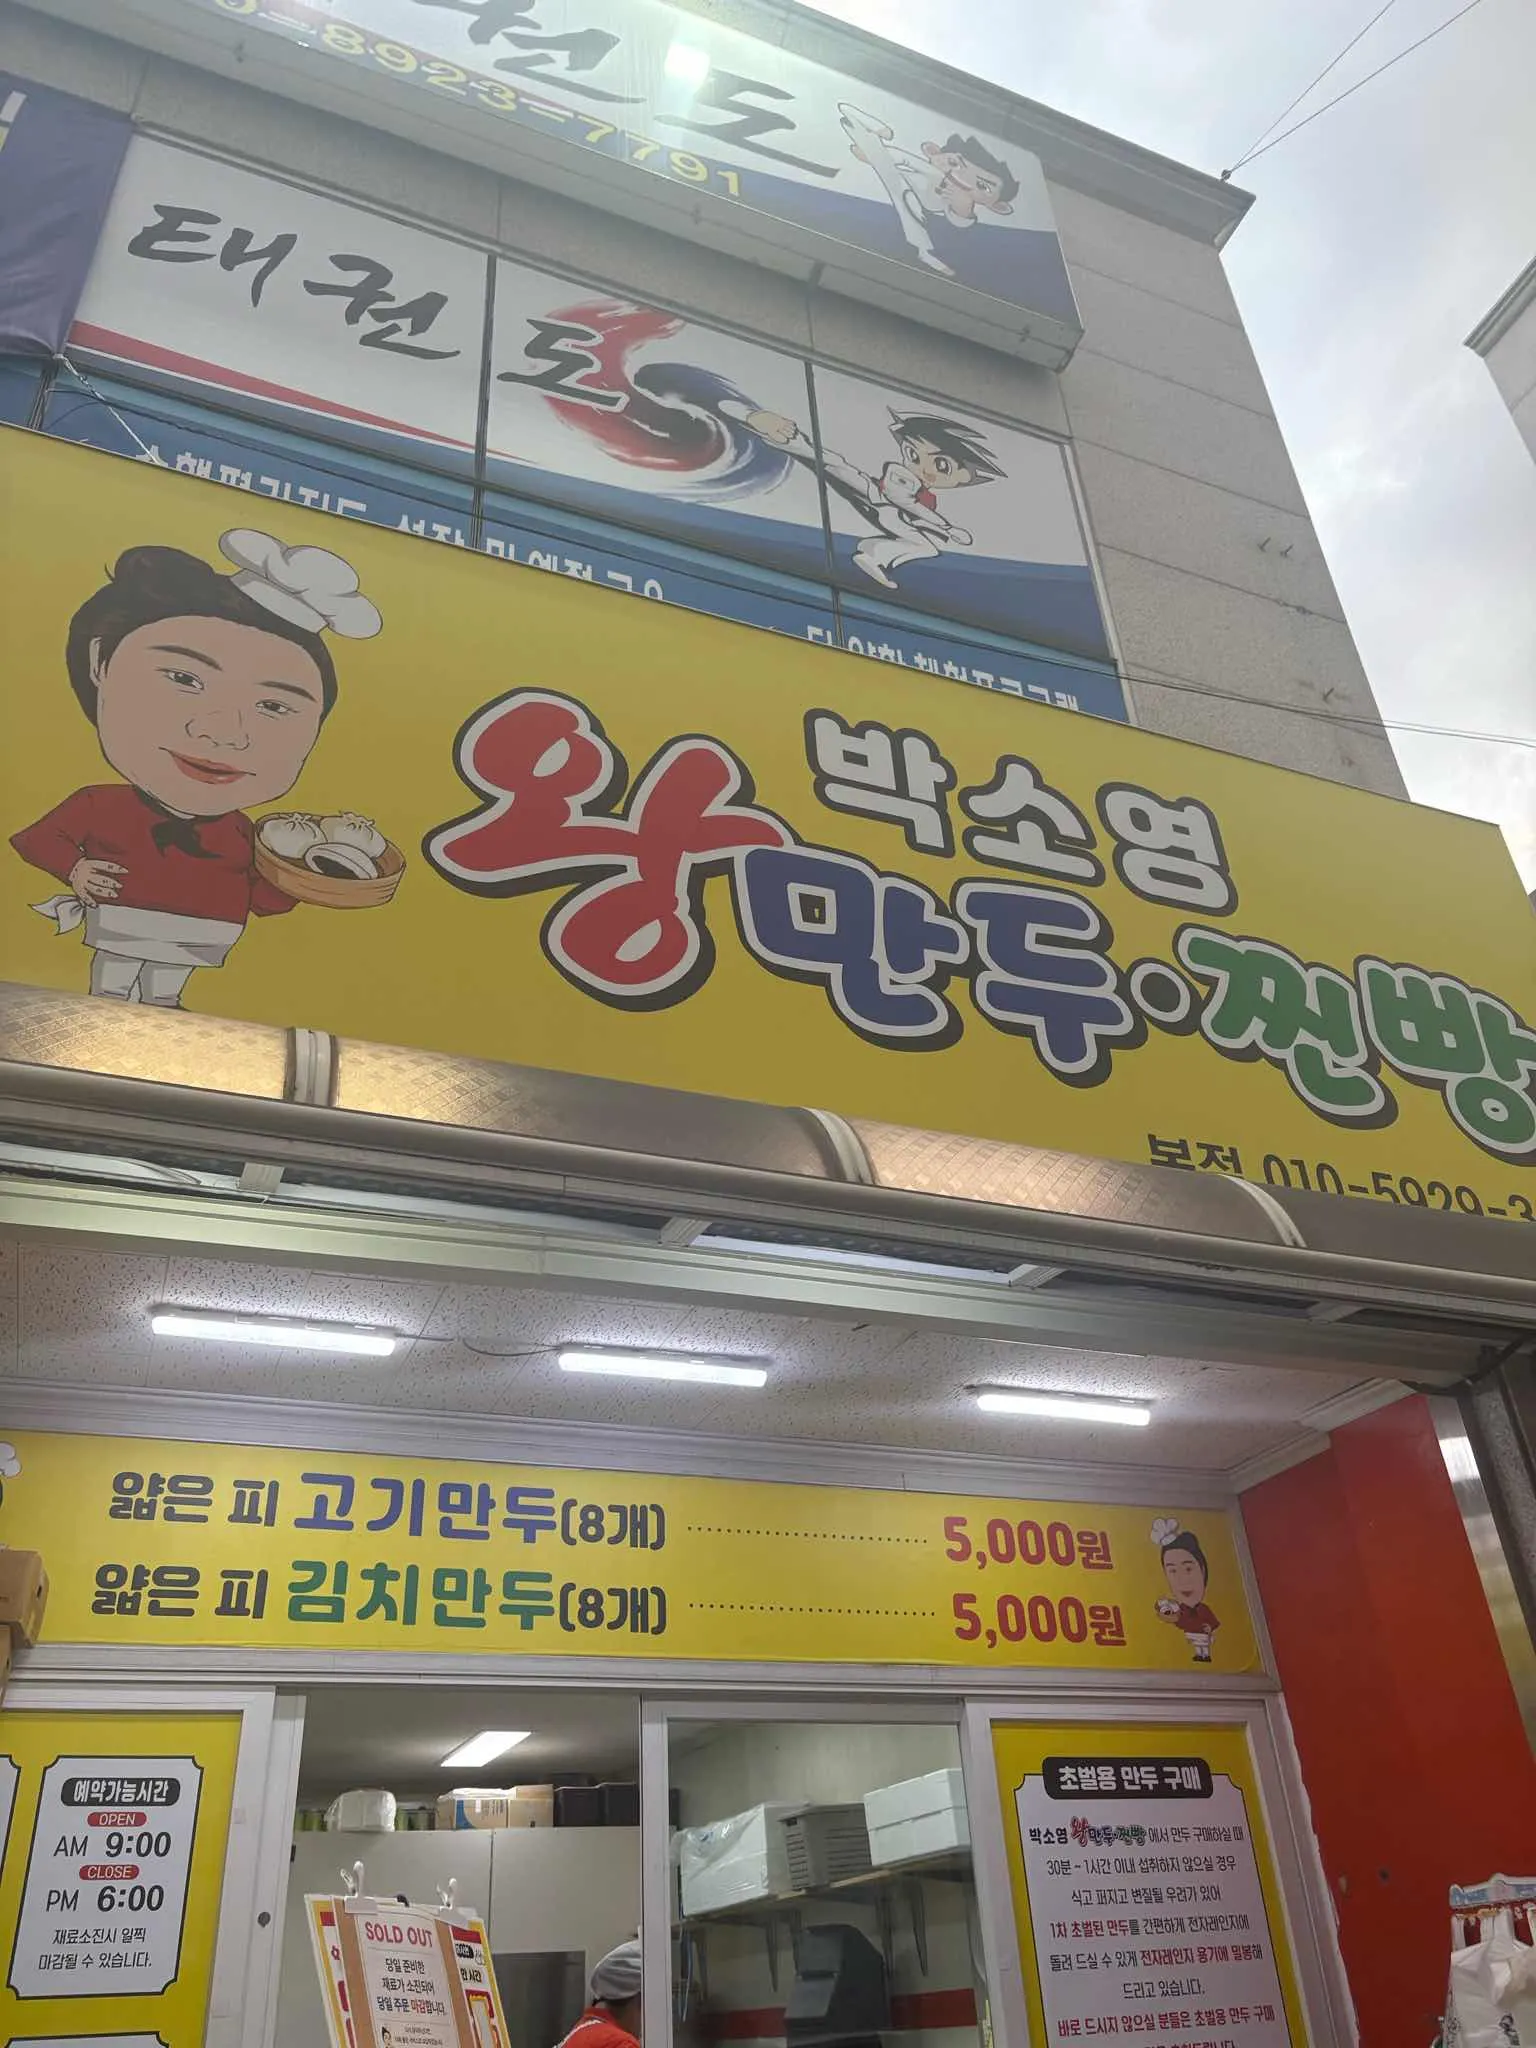 권도
8923-7791
태권도
박소영
왕만두·찐빵
본점 010-5929-3
얇은 피 고기만두(8개) 5,000원
얇은 피 김치만두(8개) 5,000원
예약가능시간
OPEN
AM 9:00
CLOSE
PM 6:00
재료소진시 일찍
마감될 수 있습니다.
SOLD OUT
당일 준비한
재료가 소진되어
당일 주문 마감합니다.
초벌용 만두 구매
박소영 왕만두·찐빵 에서 만두 구매하실 때
30분 ~ 1시간 이내 섭취하지 않으실 경우
식고 퍼지고 변질될 우려가 있어
1차 초벌된 만두를 간편하게 전자레인지에
돌려 드실 수 있게 전자레인지 용기에 밀봉해
드리고 있습니다.
바로 드시지 않으실 분들은 초벌용 만두 구매